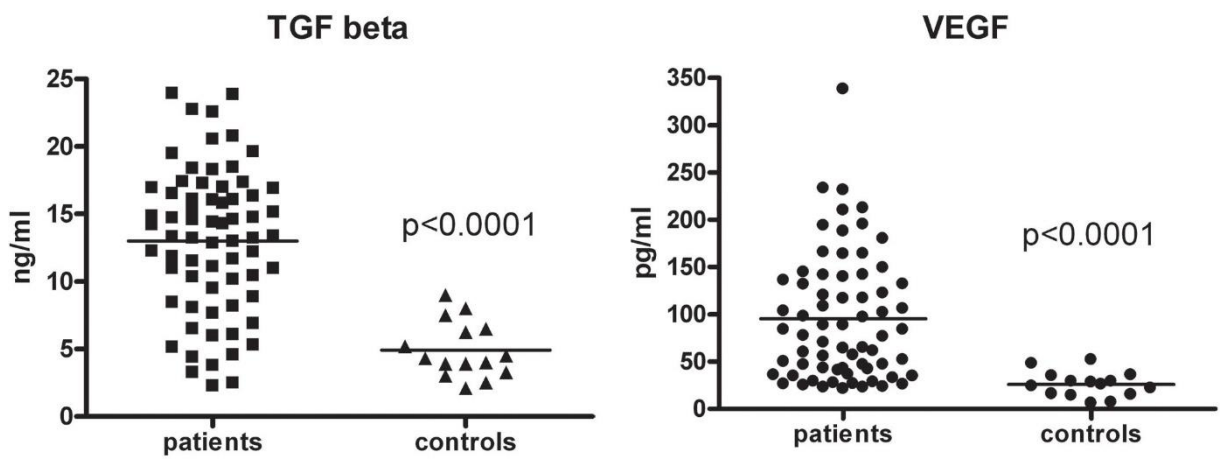 TGF beta
ng/ml
25
20
15
10
5
0
p<0.0001
patients
controls
VEGF
pg/ml
350
300
250
200
150
100
50
0
p<0.0001
patients
controls